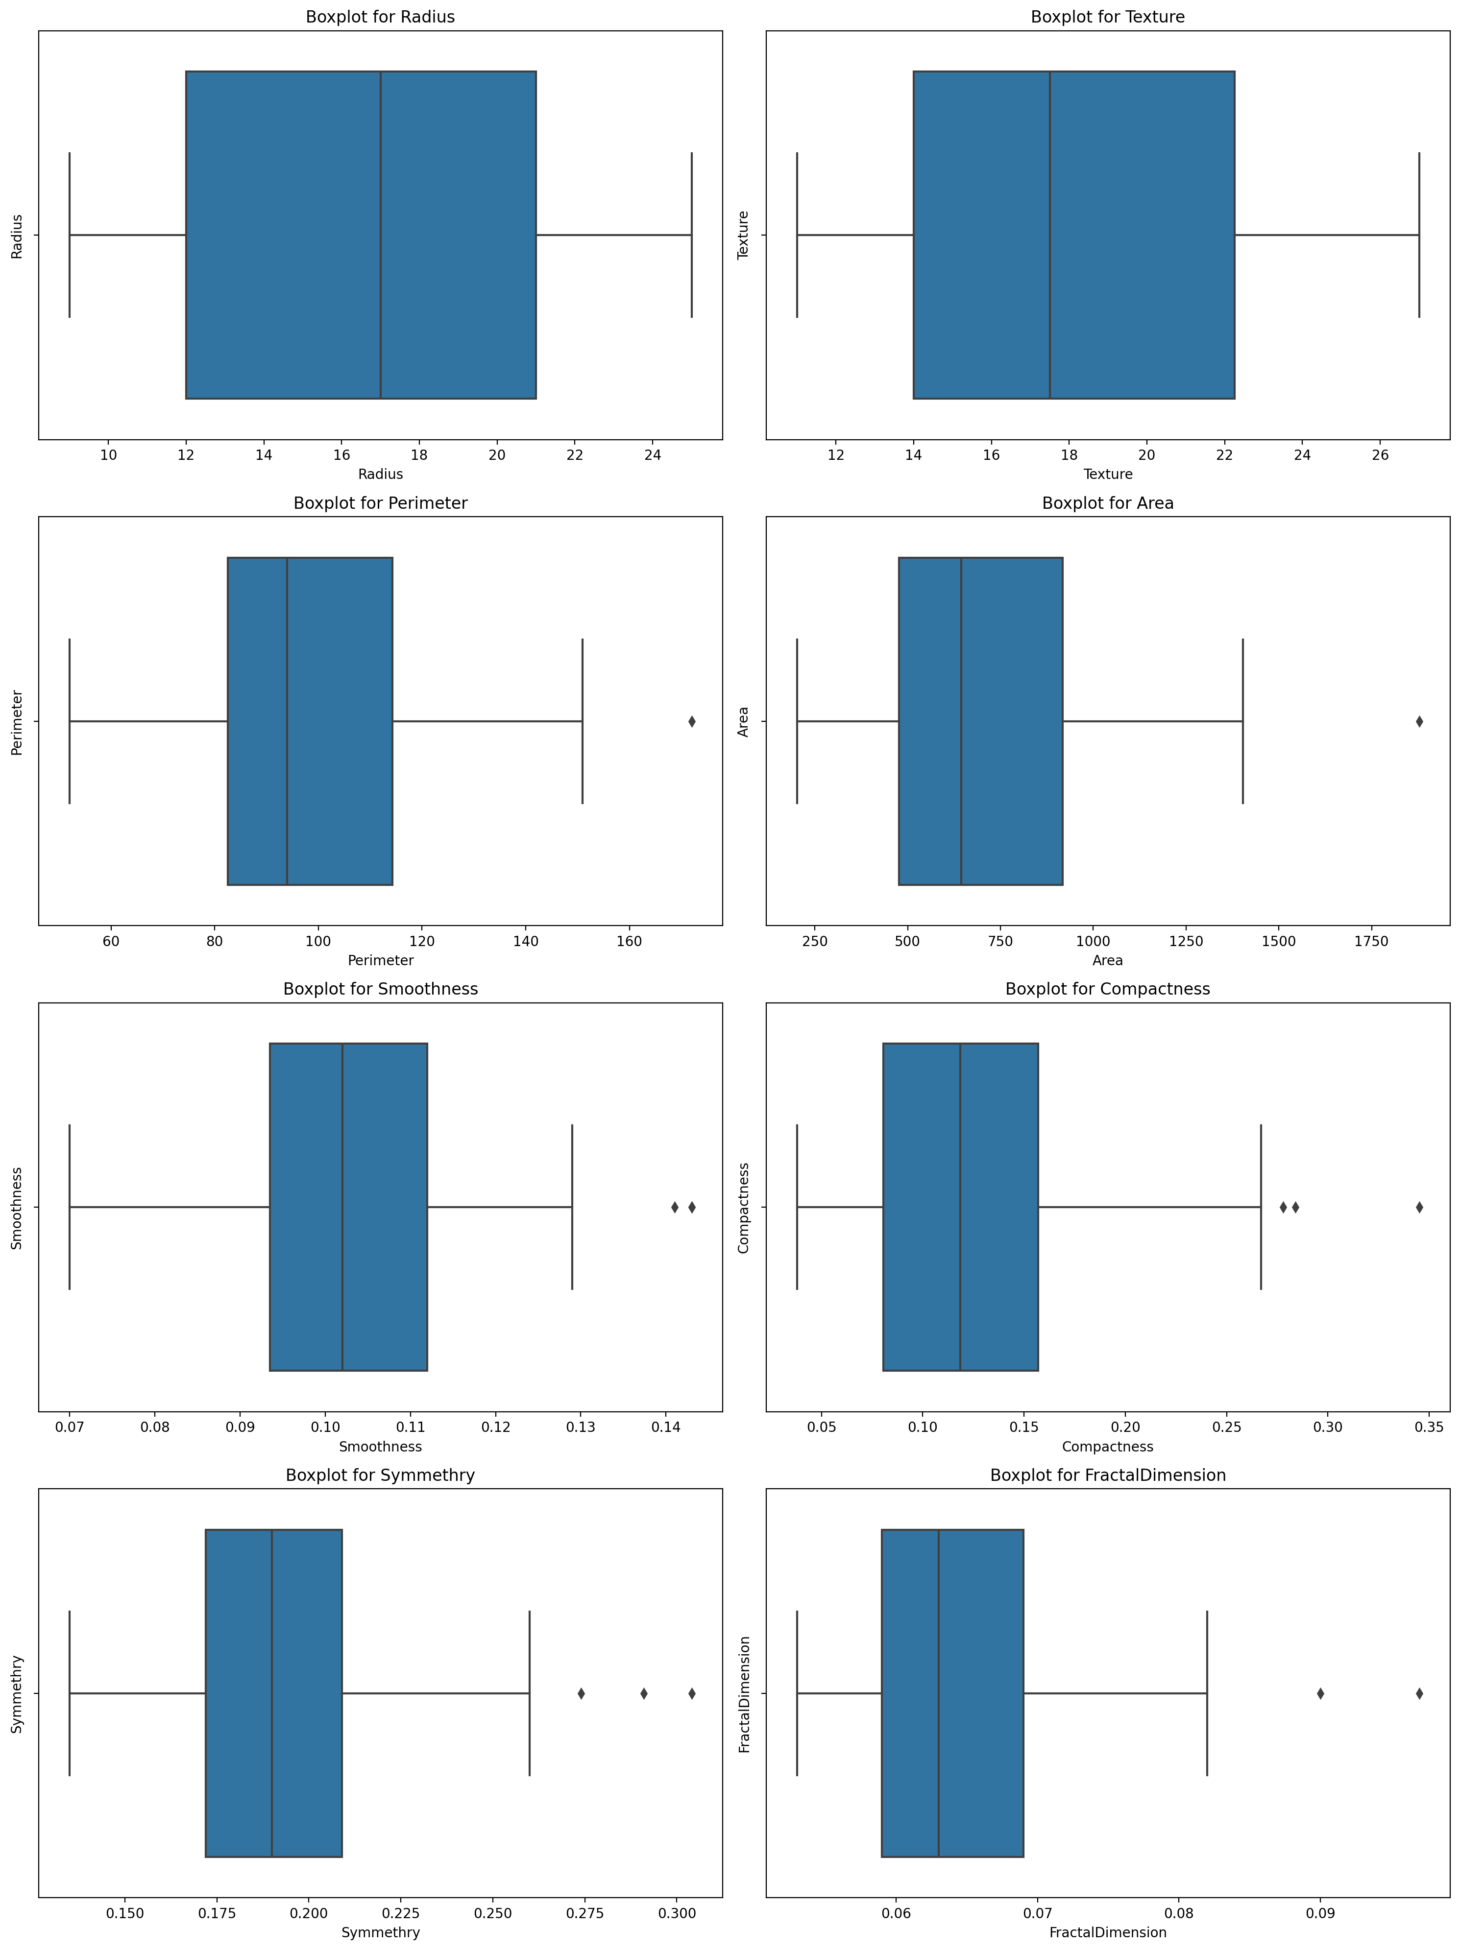 Boxplot for Radius
Radius
10 12 14 16 18 20 22 24
Radius
Boxplot for Texture
Texture
12 14 16 18 20 22 24 26
Texture
Boxplot for Perimeter
Perimeter
60 80 100 120 140 160
Perimeter
Boxplot for Area
Area
250 500 750 1000 1250 1500 1750
Area
Boxplot for Smoothness
Smoothness
0.07 0.08 0.09 0.10 0.11 0.12 0.13 0.14
Smoothness
Boxplot for Compactness
Compactness
0.05 0.10 0.15 0.20 0.25 0.30 0.35
Compactness
Boxplot for Symmethry
Symmethry
0.150 0.175 0.200 0.225 0.250 0.275 0.300
Symmethry
Boxplot for FractalDimension
FractalDimension
0.06 0.07 0.08 0.09
FractalDimension